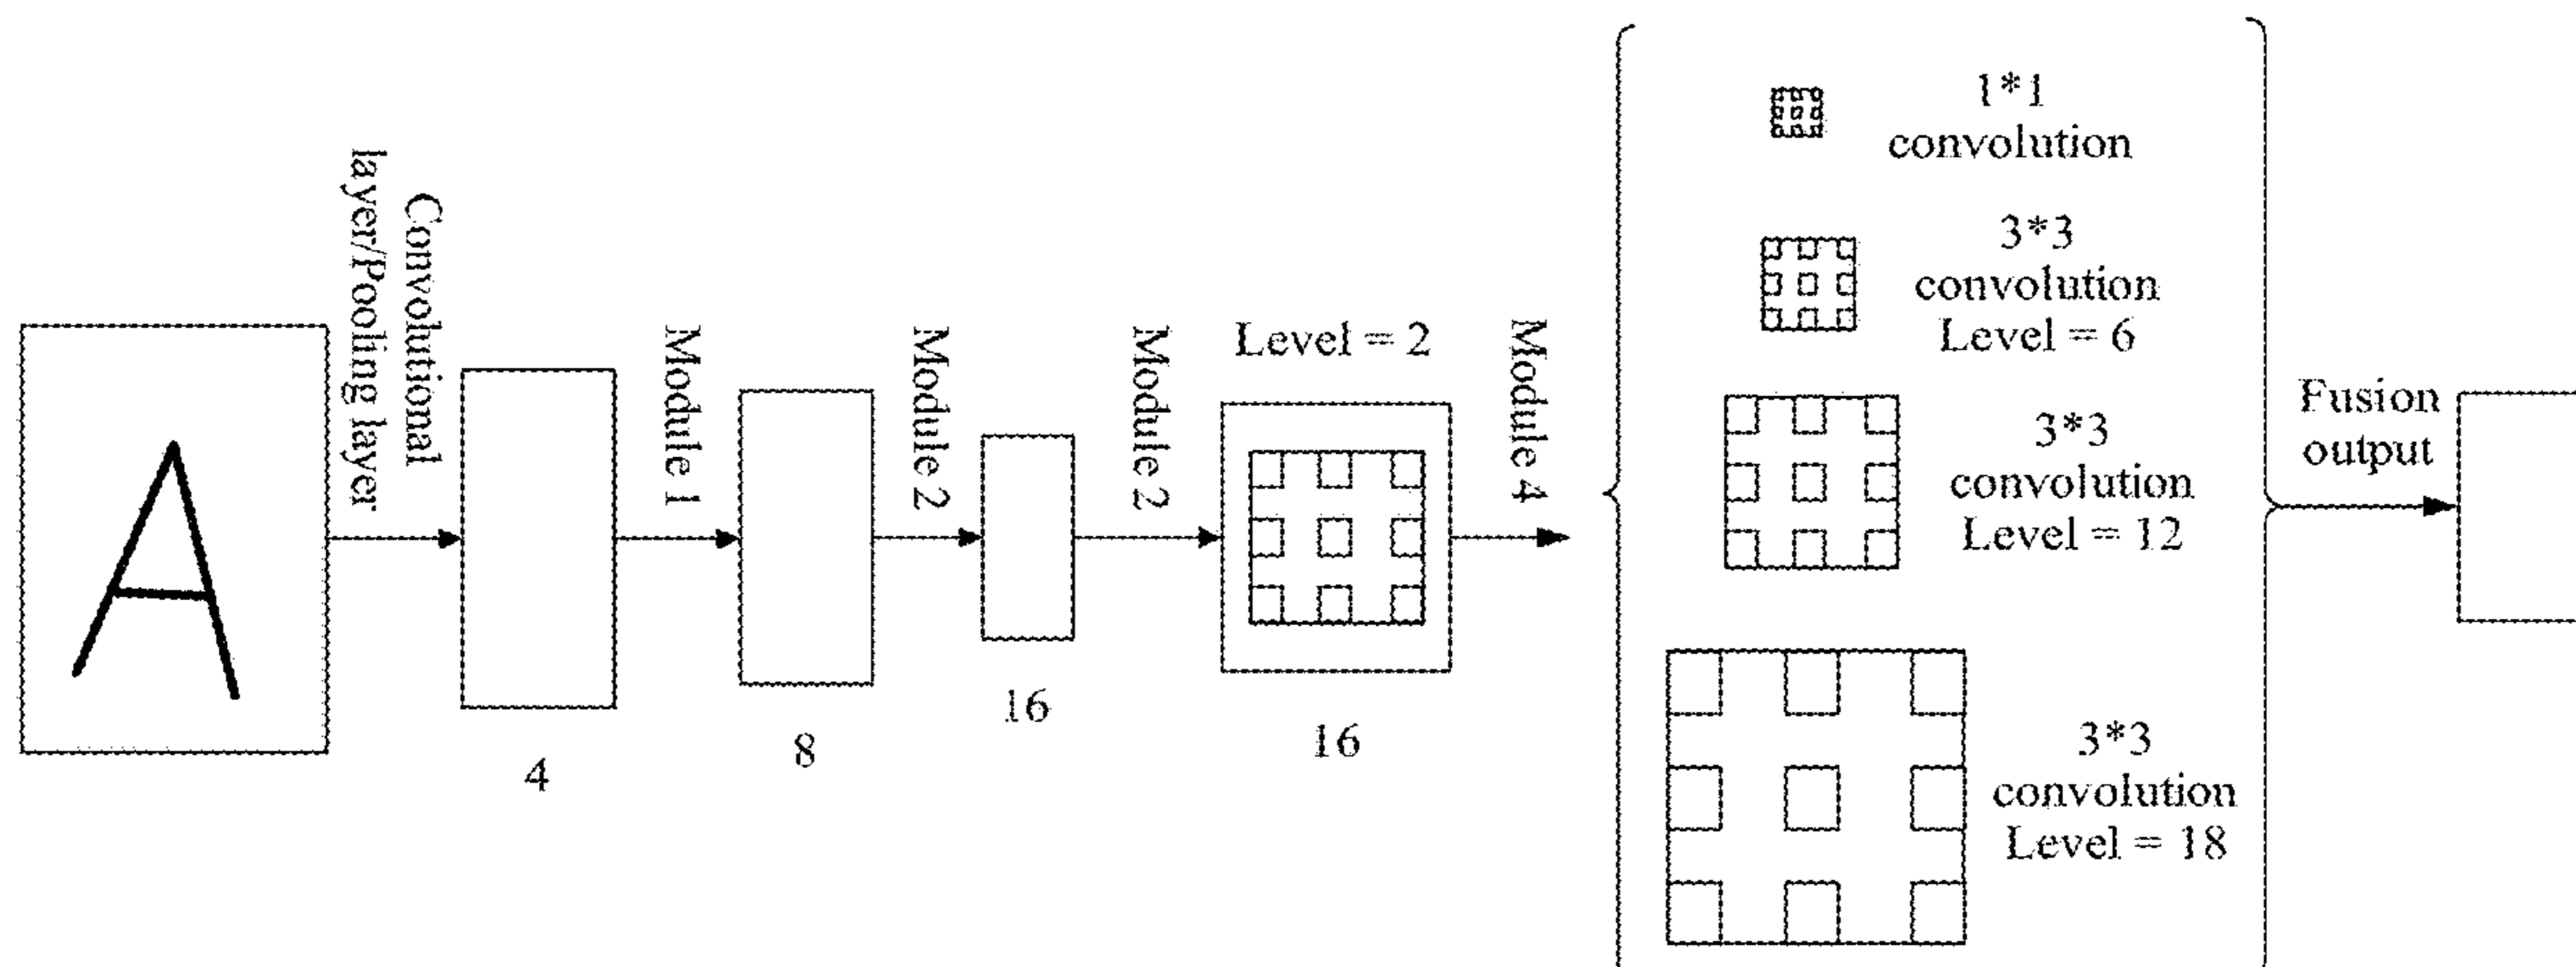 A
Convolutional
layer/Pooling layer
4
Module 1
8
Module 2
16
Module 2
Level = 2
16
Module 4
1*1
convolution
3*3
convolution
Level = 6
3*3
convolution
Level = 12
3*3
convolution
Level = 18
Fusion
output